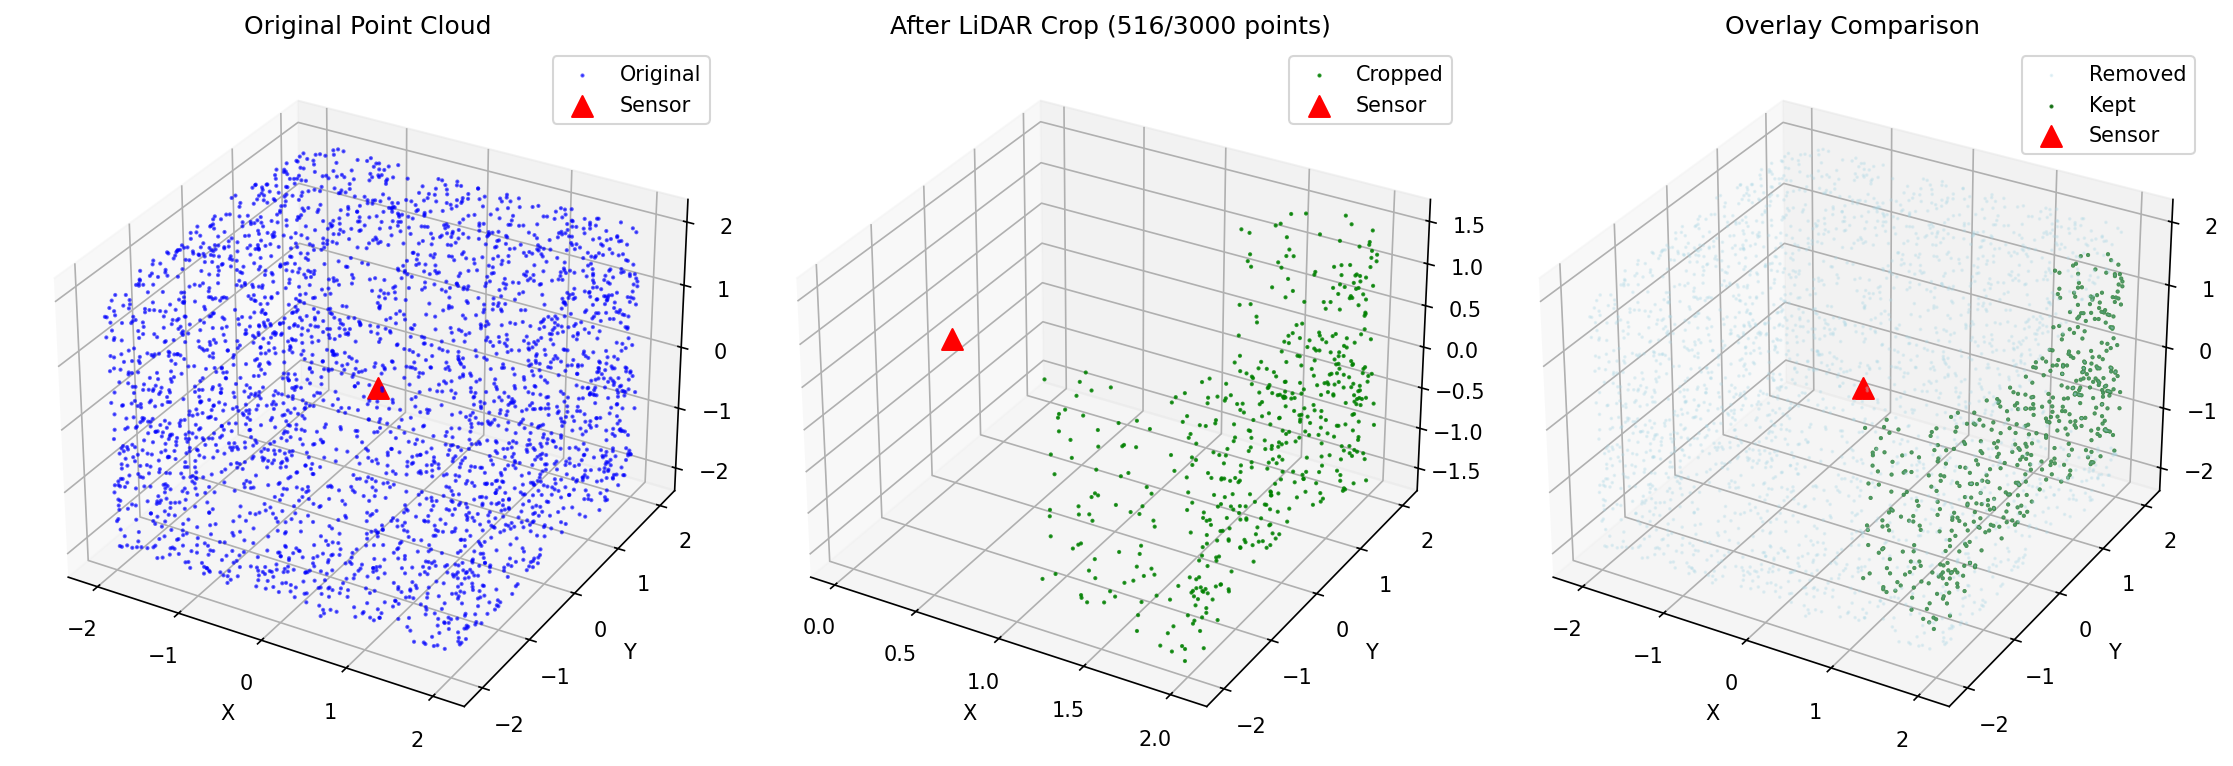 Original Point Cloud
Original
Sensor
2
1
0
−1
−2
−2
−1
0
1
2
X
−2
−1
0
1
2
Y
After LiDAR Crop (516/3000 points)
Cropped
Sensor
1.5
1.0
0.5
0.0
−0.5
−1.0
−1.5
0.0
0.5
1.0
1.5
2.0
X
−2
−1
0
1
2
Y
Overlay Comparison
Removed
Kept
Sensor
2
1
0
−1
−2
−2
−1
0
1
2
X
−2
−1
0
1
2
Y